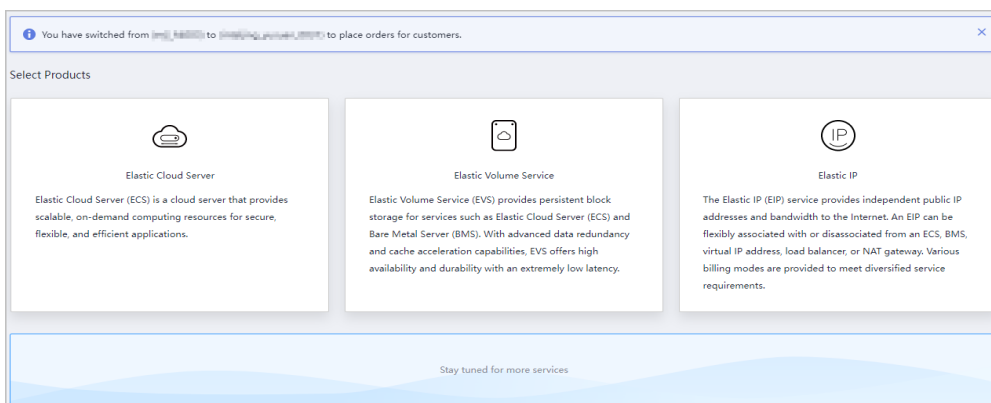 You have switched from to to place orders for customers.
Select Products
Elastic Cloud Server
Elastic Cloud Server (ECS) is a cloud server that provides
scalable, on-demand computing resources for secure,
flexible, and efficient applications.
Elastic Volume Service
Elastic Volume Service (EVS) provides persistent block
storage for services such as Elastic Cloud Server (ECS) and
Bare Metal Server (BMS). With advanced data redundancy
and cache acceleration capabilities, EVS offers high
availability and durability with an extremely low latency.
IP
Elastic IP
The Elastic IP (EIP) service provides independent public IP
addresses and bandwidth to the Internet. An EIP can be
flexibly associated with or disassociated from an ECS, BMS,
virtual IP address, load balancer, or NAT gateway. Various
billing modes are provided to meet diversified service
requirements.
Stay tuned for more services